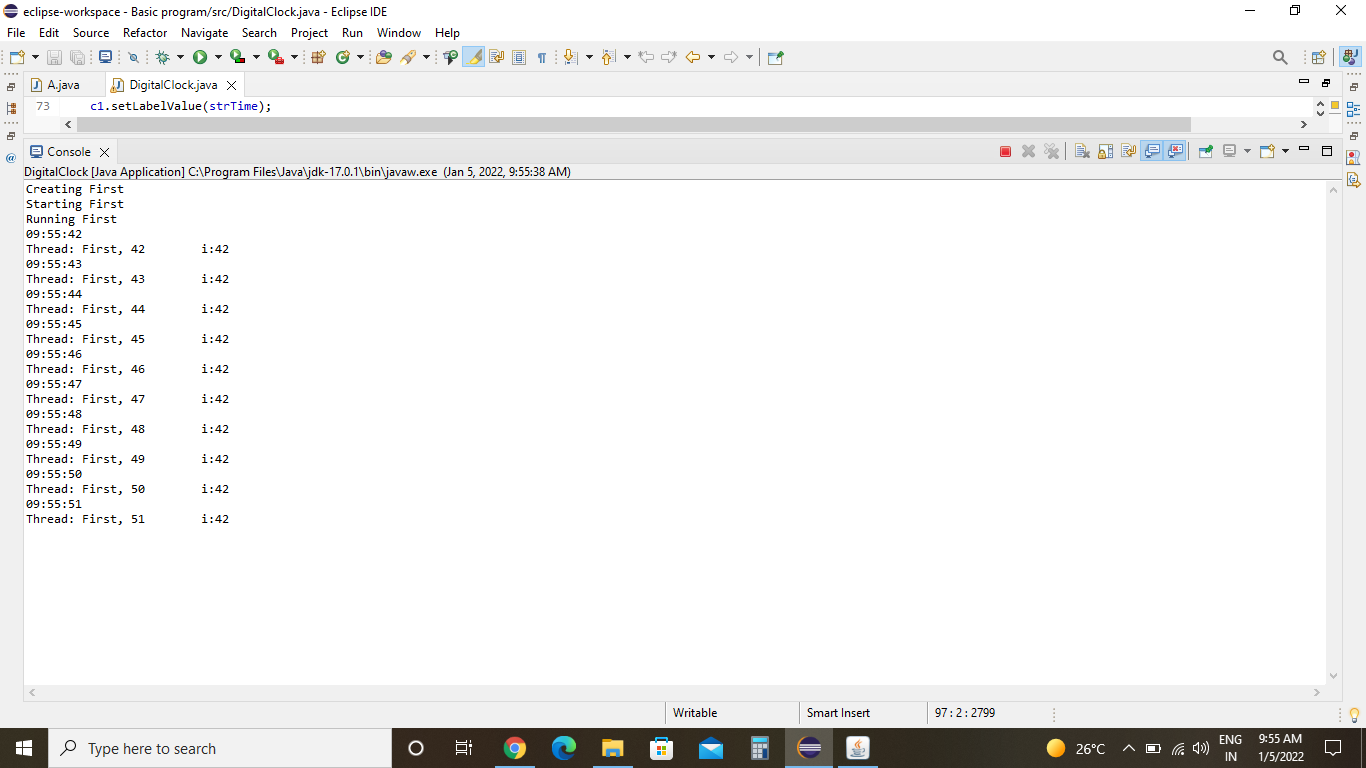 eclipse-workspace - Basic program/src/DigitalClock.java - Eclipse IDE
File Edit Source Refactor Navigate Search Project Run Window Help
A.java DigitalClock.java
73 c1.setLabelValue(strTime);
Console
DigitalClock [Java Application] C:\Program Files\Java\jdk-17.0.1\bin\javaw.exe (Jan 5, 2022, 9:55:38 AM)
Creating First
Starting First
Running First
09:55:42
Thread: First, 42 i:42
09:55:43
Thread: First, 43 i:42
09:55:44
Thread: First, 44 i:42
09:55:45
Thread: First, 45 i:42
09:55:46
Thread: First, 46 i:42
09:55:47
Thread: First, 47 i:42
09:55:48
Thread: First, 48 i:42
09:55:49
Thread: First, 49 i:42
09:55:50
Thread: First, 50 i:42
09:55:51
Thread: First, 51 i:42
Writable Smart Insert 97 : 2 : 2799
Type here to search
26°C
ENG
IN
9:55 AM
1/5/2022